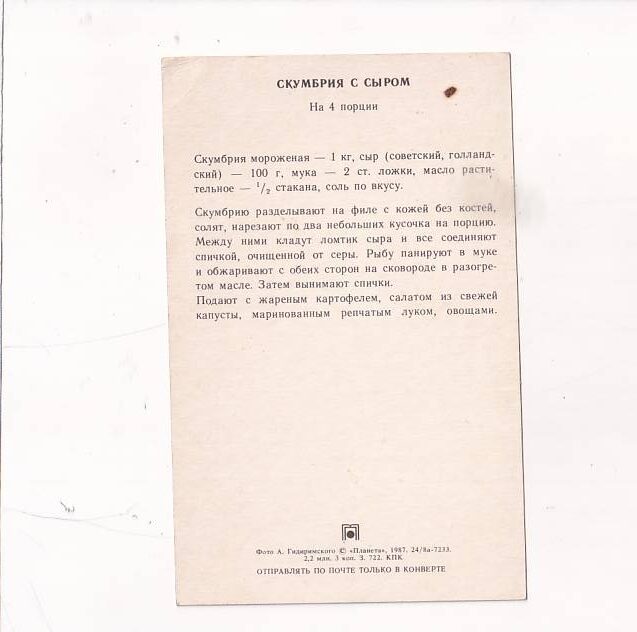 СКУМБРИЯ С СЫРОМ
На 4 порции
Скумбрия мороженая — 1 кг, сыр (советский, голланд-
ский) — 100 г, мука — 2 ст. ложки, масло расти-
тельное — 1/2 стакана, соль по вкусу.
Скумбрию разделывают на филе с кожей без костей,
солят, нарезают по два небольших кусочка на порцию.
Между ними кладут ломтик сыра и все соединяют
спичкой, очищенной от серы. Рыбу панируют в муке
и обжаривают с обеих сторон на сковороде в разогре-
том масле. Затем вынимают спички.
Подают с жареным картофелем, салатом из свежей
капусты, маринованным репчатым луком, овощами.
Фото А. Гидиримского © «Планета», 1987. 24/8а-7233.
2,2 млн. 3 коп. З. 722. КПК
ОТПРАВЛЯТЬ ПО ПОЧТЕ ТОЛЬКО В КОНВЕРТЕ